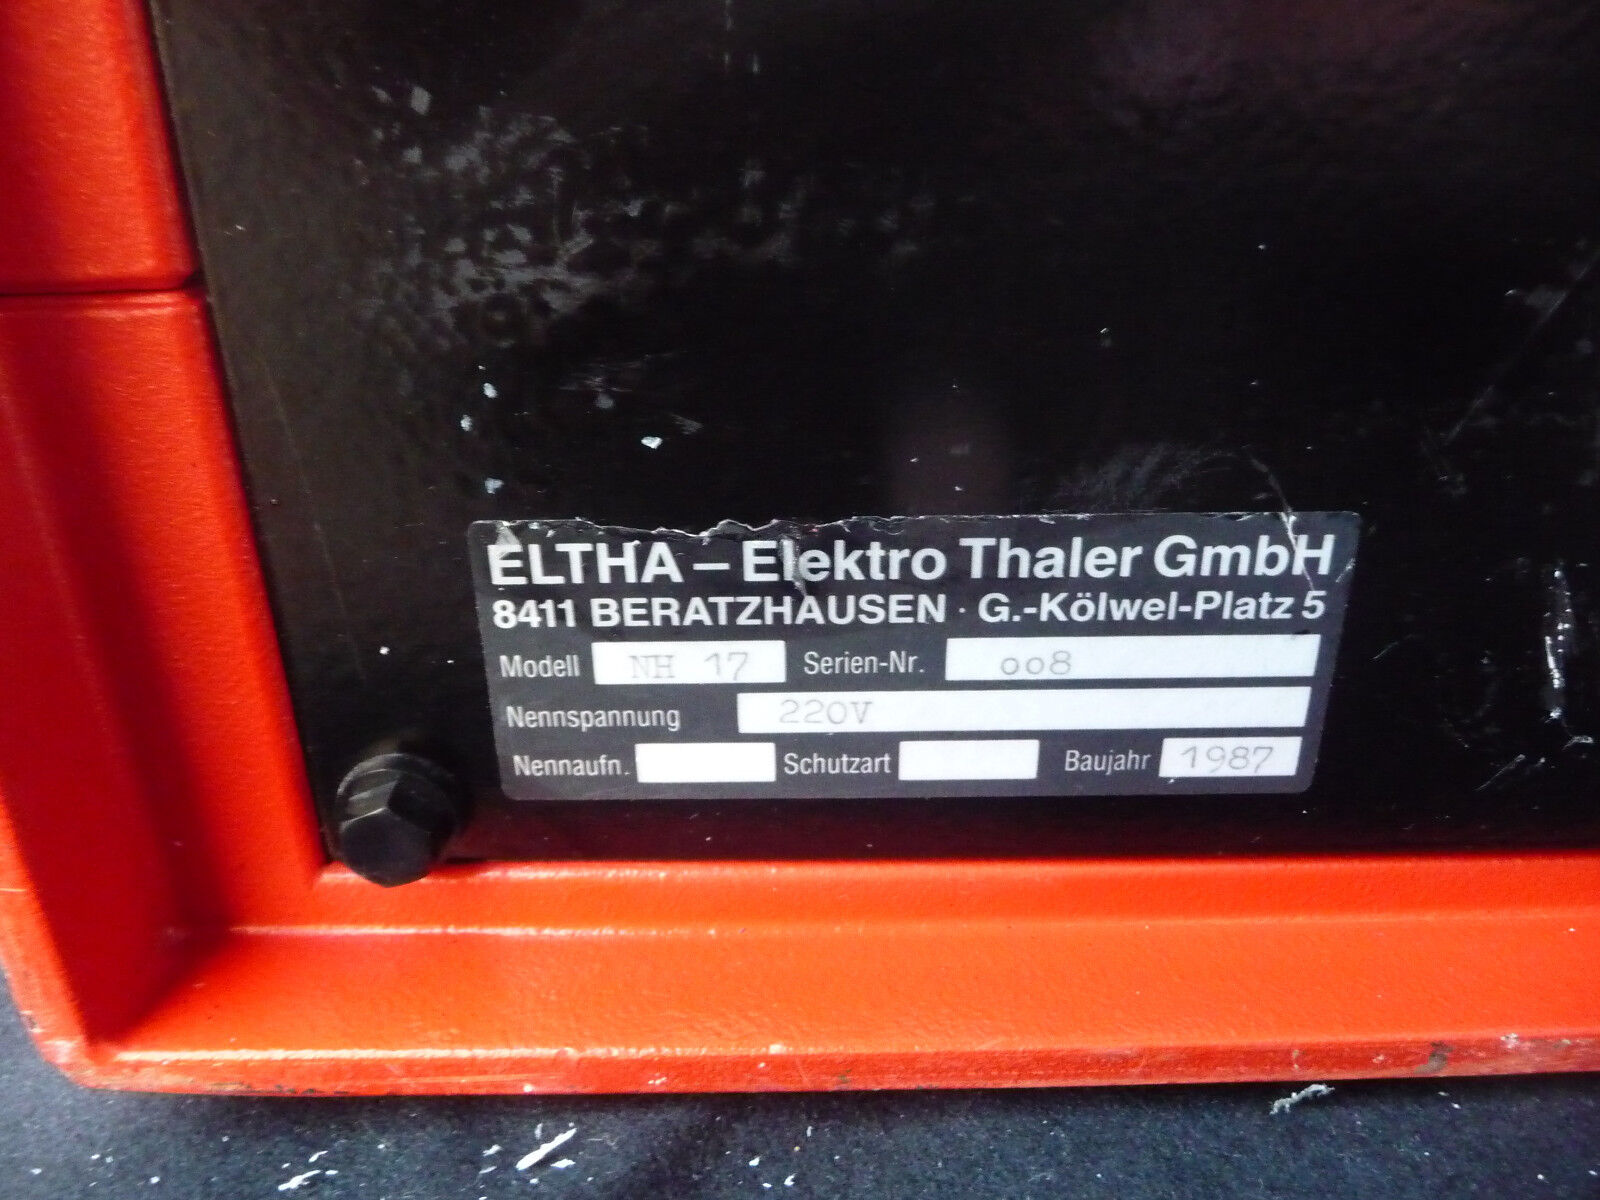 ELTHA – Elektro Thaler GmbH
8411 BERATZHAUSEN · G.-Kölwel-Platz 5
Modell NH 17 Serien-Nr. oo8
Nennspannung 220V
Nennaufn. Schutzart Baujahr 1987